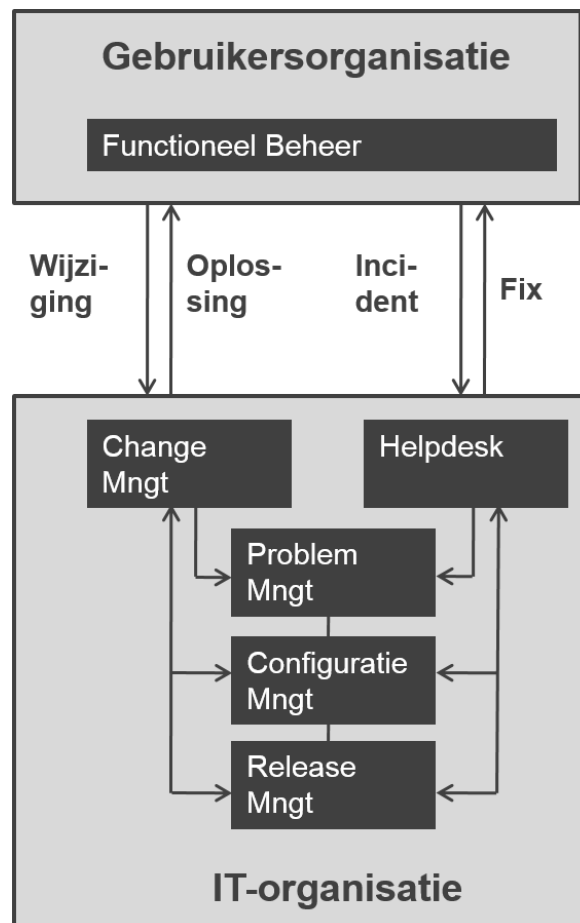 Gebruikersorganisatie
Functioneel Beheer
Wijzi-
ging
Oplos-
sing
Inci-
dent
Fix
Change
Mngt
Helpdesk
Problem
Mngt
Configuratie
Mngt
Release
Mngt
IT-organisatie